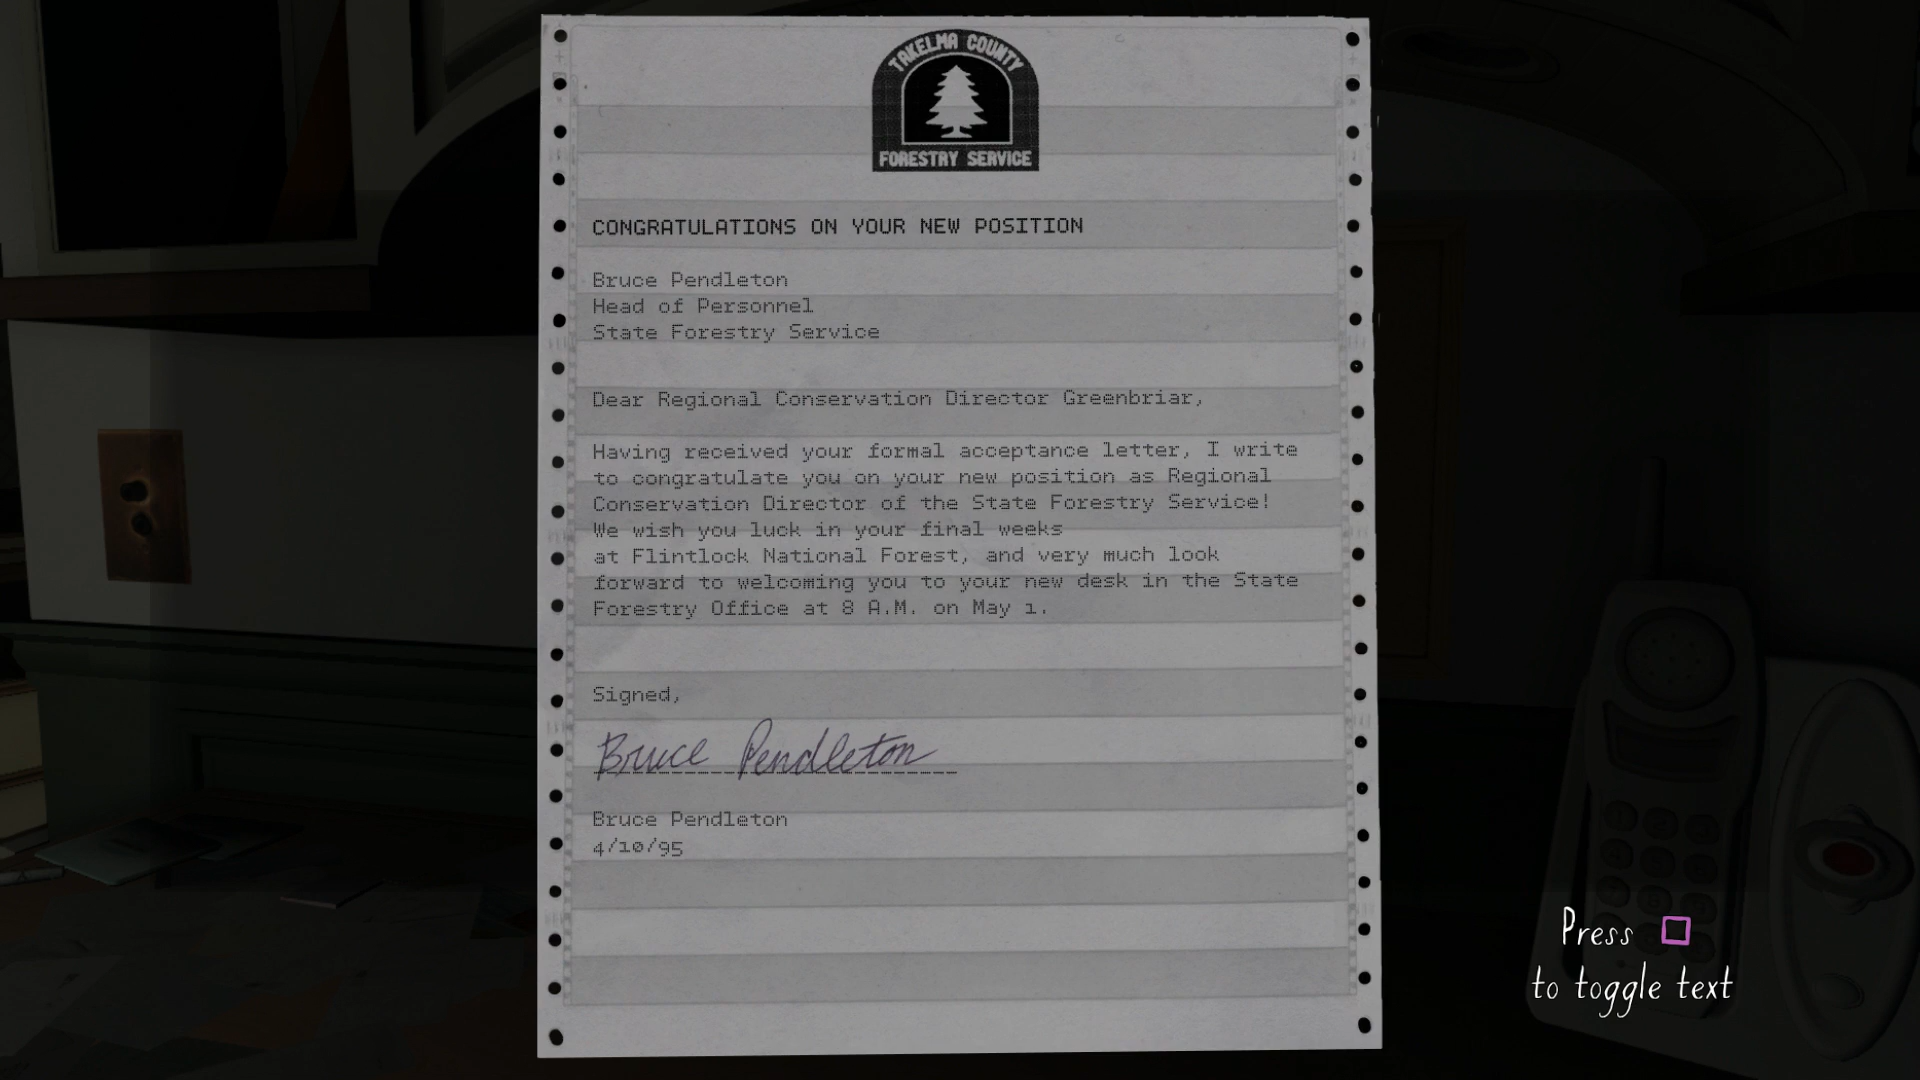 TAKELMA COUNTY
FORESTRY SERVICE
CONGRATULATIONS ON YOUR NEW POSITION
Bruce Pendleton
Head of Personnel
State Forestry Service
Dear Regional Conservation Director Greenbriar,
Having received your formal acceptance letter, I write
to congratulate you on your new position as Regional
Conservation Director of the State Forestry Service!
We wish you luck in your final weeks
at Flintlock National Forest, and very much look
forward to welcoming you to your new desk in the State
Forestry Office at 8 A.M. on May 1.
Signed,
Bruce Pendleton
Bruce Pendleton
4/10/95
Press
to toggle text